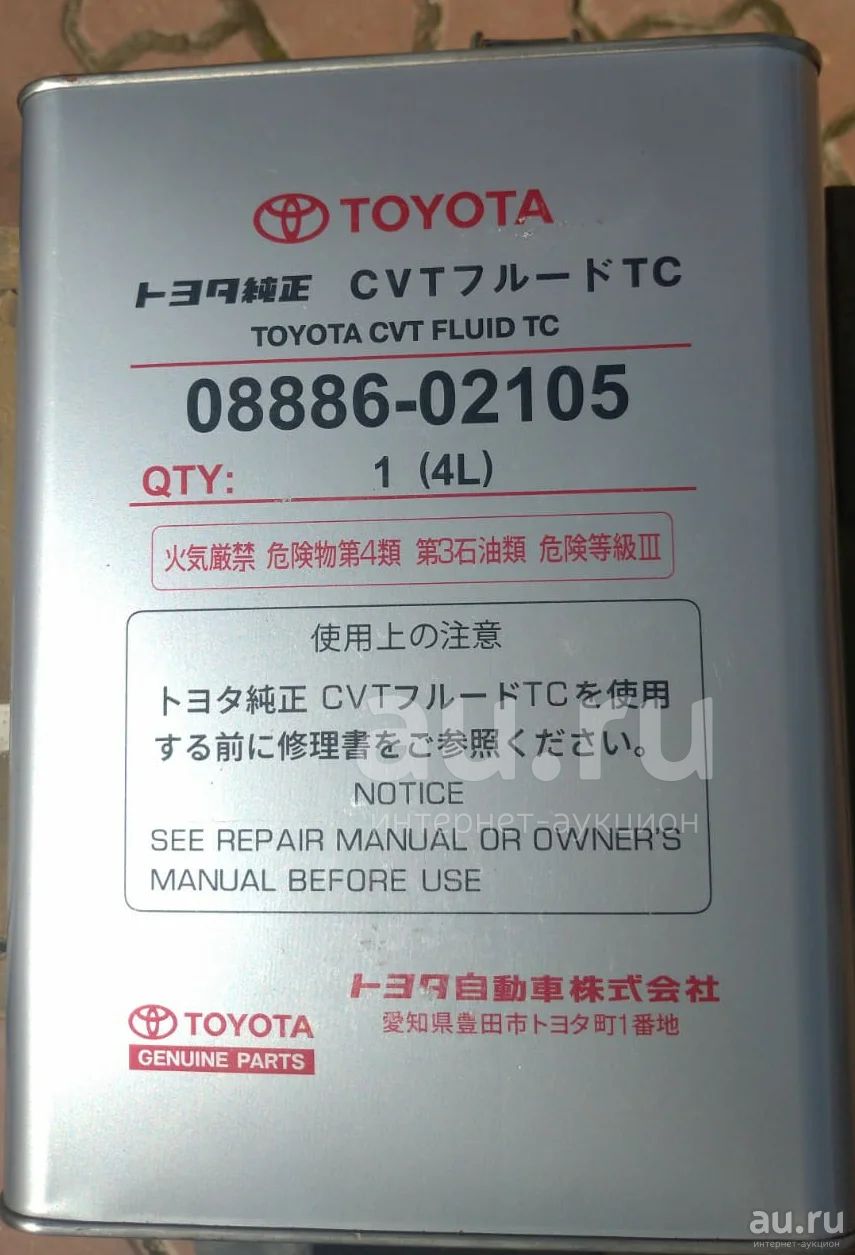 TOYOTA
トヨタ純正 CVTフルードTC
TOYOTA CVT FLUID TC
08886-02105
QTY: 1 (4L)
火気厳禁 危険物第4類 第3石油類 危険等級Ⅲ
使用上の注意
トヨタ純正 CVTフルードTCを使用
する前に修理書をご参照ください。
NOTICE
SEE REPAIR MANUAL OR OWNER'S
MANUAL BEFORE USE
au.ru
интернет-аукцион
トヨタ自動車株式会社
愛知県豊田市トヨタ町1番地
TOYOTA
GENUINE PARTS
au.ru
интернет-аукцион